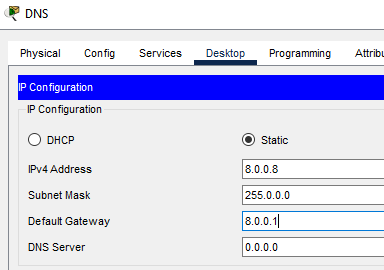 DNS
Physical Config Services Desktop Programming Attribu
IP Configuration
IP Configuration
DHCP Static
IPv4 Address 8.0.0.8
Subnet Mask 255.0.0.0
Default Gateway 8.0.0.1
DNS Server 0.0.0.0